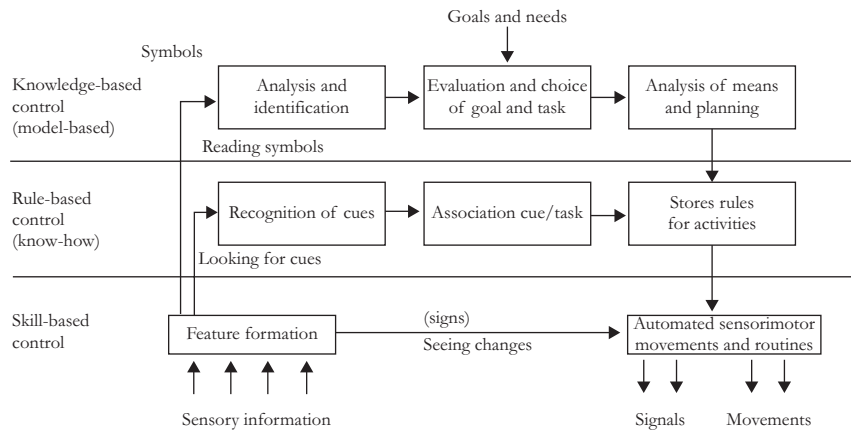 Goals and needs
Symbols
Knowledge-based
control
(model-based)
Analysis and
identification
Evaluation and choice
of goal and task
Analysis of means
and planning
Reading symbols
Rule-based
control
(know-how)
Recognition of cues
Association cue/task
Stores rules
for activities
Looking for cues
Skill-based
control
Feature formation
(signs)
Seeing changes
Automated sensorimotor
movements and routines
Sensory information
Signals
Movements